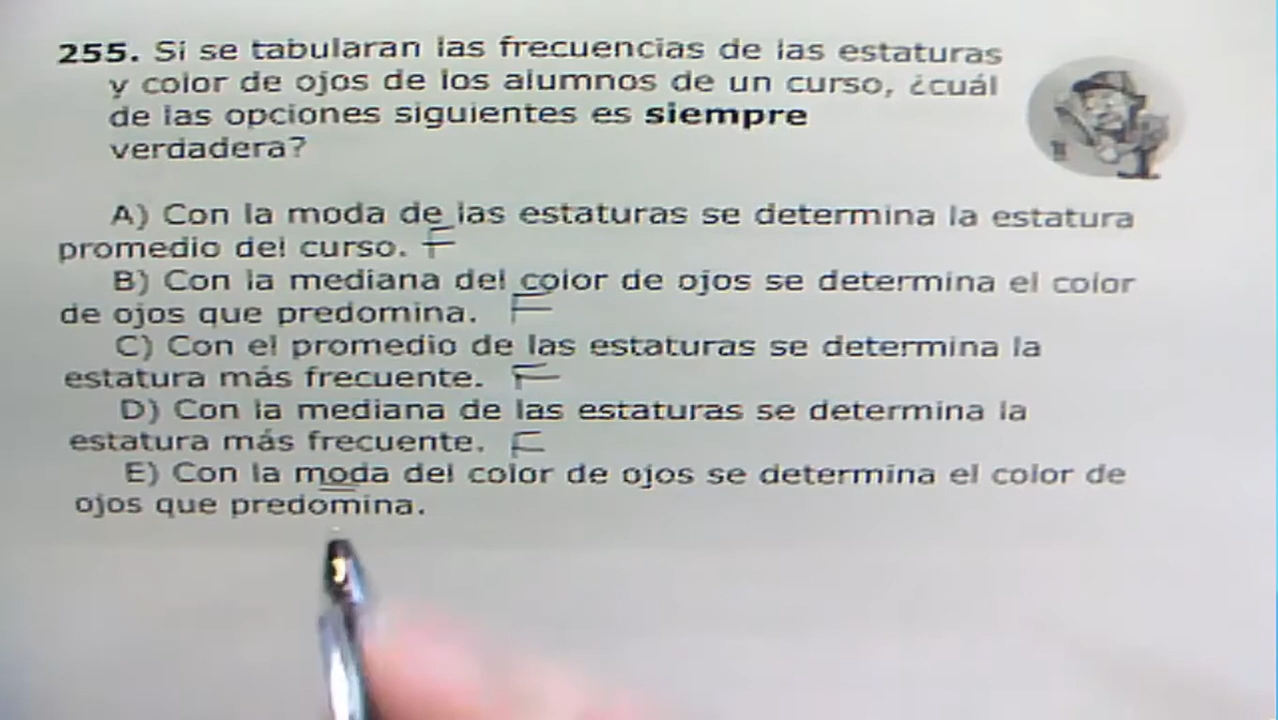 255. Si se tabularan las frecuencias de las estaturas
y color de ojos de los alumnos de un curso, ¿cuál
de las opciones siguientes es siempre
verdadera?
A) Con la moda de las estaturas se determina la estatura
promedio del curso. F
B) Con la mediana del color de ojos se determina el color
de ojos que predomina. F
C) Con el promedio de las estaturas se determina la
estatura más frecuente. F
D) Con la mediana de las estaturas se determina la
estatura más frecuente. F
E) Con la moda del color de ojos se determina el color de
ojos que predomina.